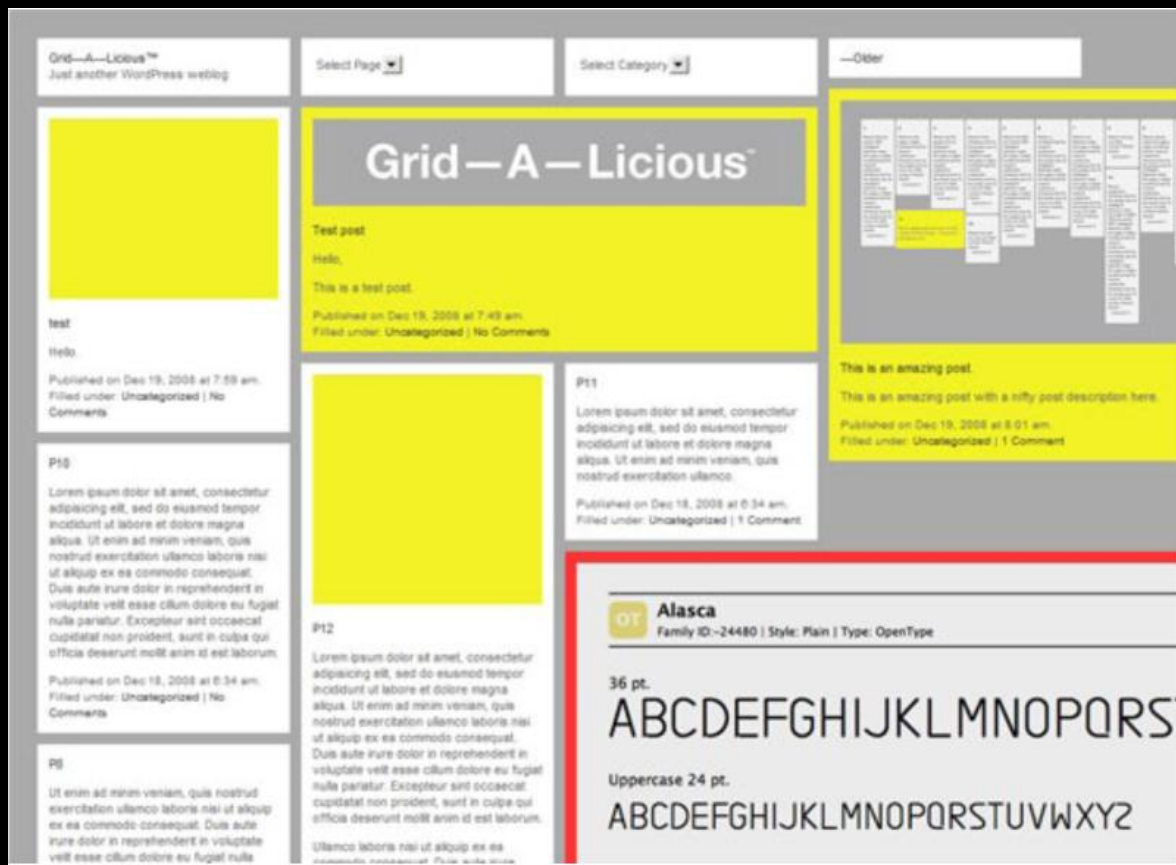 Grid—A—Licious™
Just another WordPress weblog
Select Page
Select Category
—Older
test
Hello.
Published on Dec 19, 2008 at 7:59 am.
Filled under: Uncategorized | No
Comments
P10
Lorem ipsum dolor sit amet, consectetur
adipisicing elit, sed do eiusmod tempor
incididunt ut labore et dolore magna
aliqua. Ut enim ad minim veniam, quis
nostrud exercitation ullamco laboris nisi
ut aliquip ex ea commodo consequat.
Duis aute irure dolor in reprehenderit in
voluptate velit esse cillum dolore eu fugiat
nulla pariatur. Excepteur sint occaecat
cupidatat non proident, sunt in culpa qui
officia deserunt mollit anim id est laborum.
Published on Dec 18, 2008 at 6:34 am.
Filled under: Uncategorized | No
Comments
Ut enim ad minim veniam, quis nostrud
exercitation ullamco laboris nisi ut aliquip
ex ea commodo consequat. Duis aute
irure dolor in reprehenderit in voluptate
velit esse cillum dolore eu fugiat nulla
Grid—A—Licious™
Test post
Hello,
This is a test post.
Published on Dec 19, 2008 at 7:49 am.
Filled under: Uncategorized | No Comments
P12
Lorem ipsum dolor sit amet, consectetur
adipisicing elit, sed do eiusmod tempor
incididunt ut labore et dolore magna
aliqua. Ut enim ad minim veniam, quis
nostrud exercitation ullamco laboris nisi
ut aliquip ex ea commodo consequat.
Duis aute irure dolor in reprehenderit in
voluptate velit esse cillum dolore eu fugiat
nulla pariatur. Excepteur sint occaecat
cupidatat non proident, sunt in culpa qui
officia deserunt mollit anim id est laborum.
Ullamco laboris nisi ut aliquip ex ea
commodo consequat. Duis aute irure
P11
Lorem ipsum dolor sit amet, consectetur
adipisicing elit, sed do eiusmod tempor
incididunt ut labore et dolore magna
aliqua. Ut enim ad minim veniam, quis
nostrud exercitation ullamco.
Published on Dec 18, 2008 at 6:34 am.
Filled under: Uncategorized | 1 Comment
This is an amazing post.
This is an amazing post with a nifty post description here.
Published on Dec 19, 2008 at 8:01 am.
Filled under: Uncategorized | 1 Comment
OT
Alasca
Family ID:-24480 | Style: Plain | Type: OpenType
36 pt.
ABCDEFGHIJKLMNOPQRS
Uppercase 24 pt.
ABCDEFGHIJKLMNOPQRSTUVWXYZ